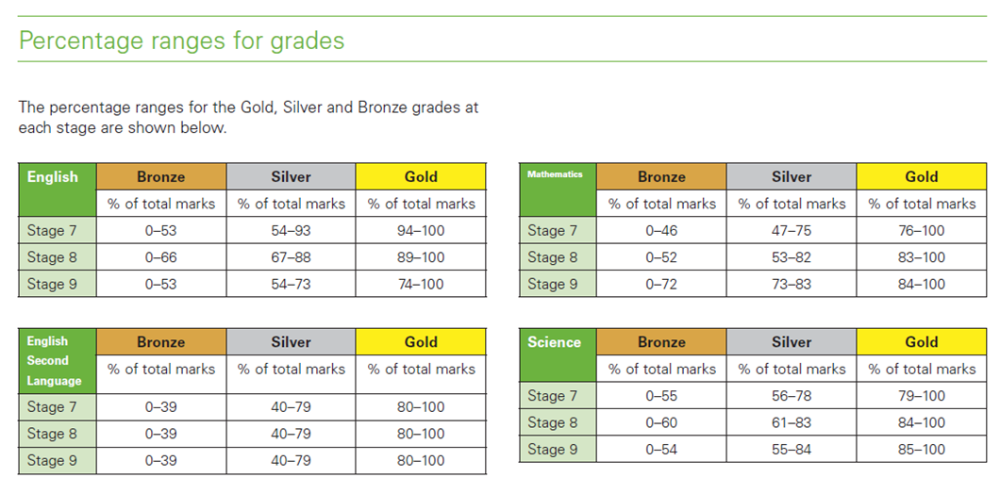 Percentage ranges for grades
The percentage ranges for the Gold, Silver and Bronze grades at
each stage are shown below.
English Bronze Silver Gold
% of total marks % of total marks % of total marks
Stage 7 0–53 54–93 94–100
Stage 8 0–66 67–88 89–100
Stage 9 0–53 54–73 74–100
Mathematics Bronze Silver Gold
% of total marks % of total marks % of total marks
Stage 7 0–46 47–75 76–100
Stage 8 0–52 53–82 83–100
Stage 9 0–72 73–83 84–100
English Bronze Silver Gold
Second
% of total marks % of total marks % of total marks
Language
Stage 7 0–39 40–79 80–100
Stage 8 0–39 40–79 80–100
Stage 9 0–39 40–79 80–100
Science Bronze Silver Gold
% of total marks % of total marks % of total marks
Stage 7 0–55 56–78 79–100
Stage 8 0–60 61–83 84–100
Stage 9 0–54 55–84 85–100